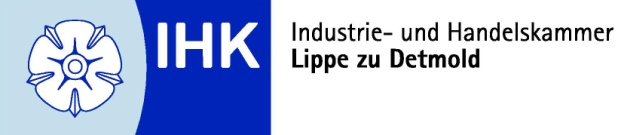 IHK
Industrie- und Handelskammer
Lippe zu Detmold